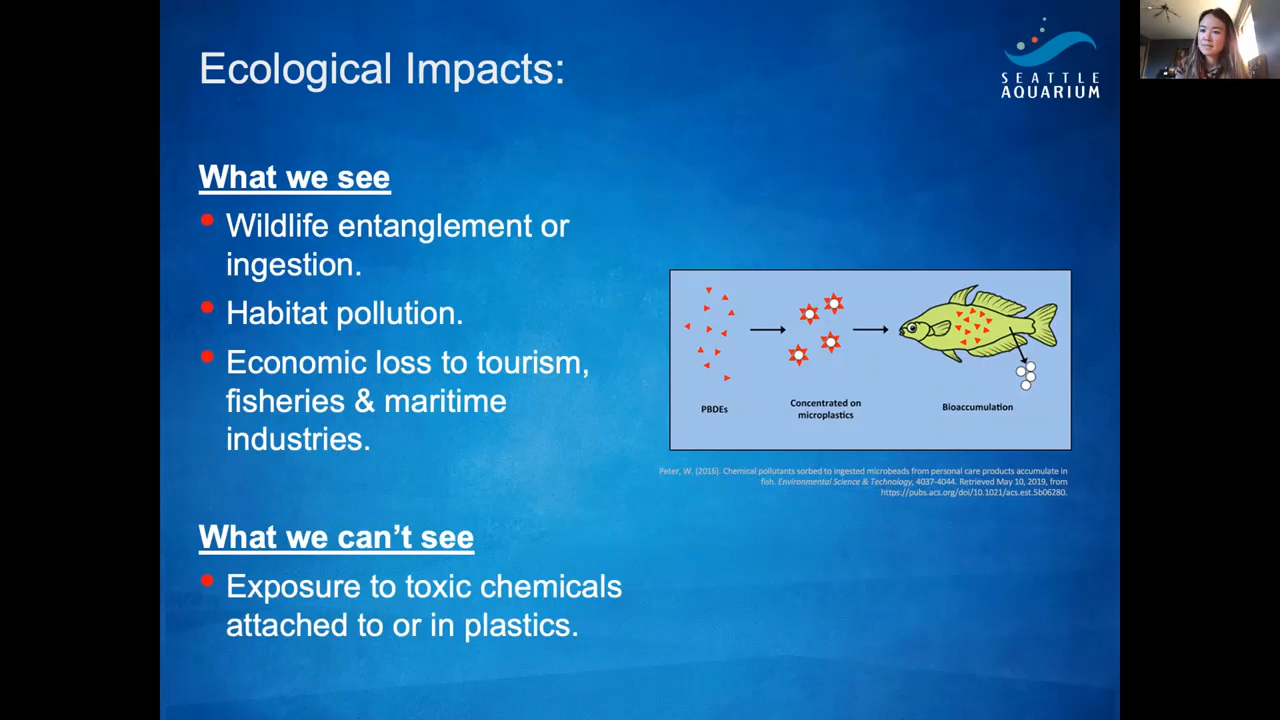 Ecological Impacts:
SEATTLE
AQUARIUM
What we see
• Wildlife entanglement or
ingestion.
• Habitat pollution.
• Economic loss to tourism,
fisheries & maritime
industries.
PBDEs
Concentrated on
microplastics
Bioaccumulation
Peter, W. (2016). Chemical pollutants sorbed to ingested microbeads from personal care products accumulate in
fish. Environmental Science & Technology, 4037-4044. Retrieved May 10, 2019, from
https://pubs.acs.org/doi/10.1021/acs.est.5b06280.
What we can’t see
• Exposure to toxic chemicals
attached to or in plastics.